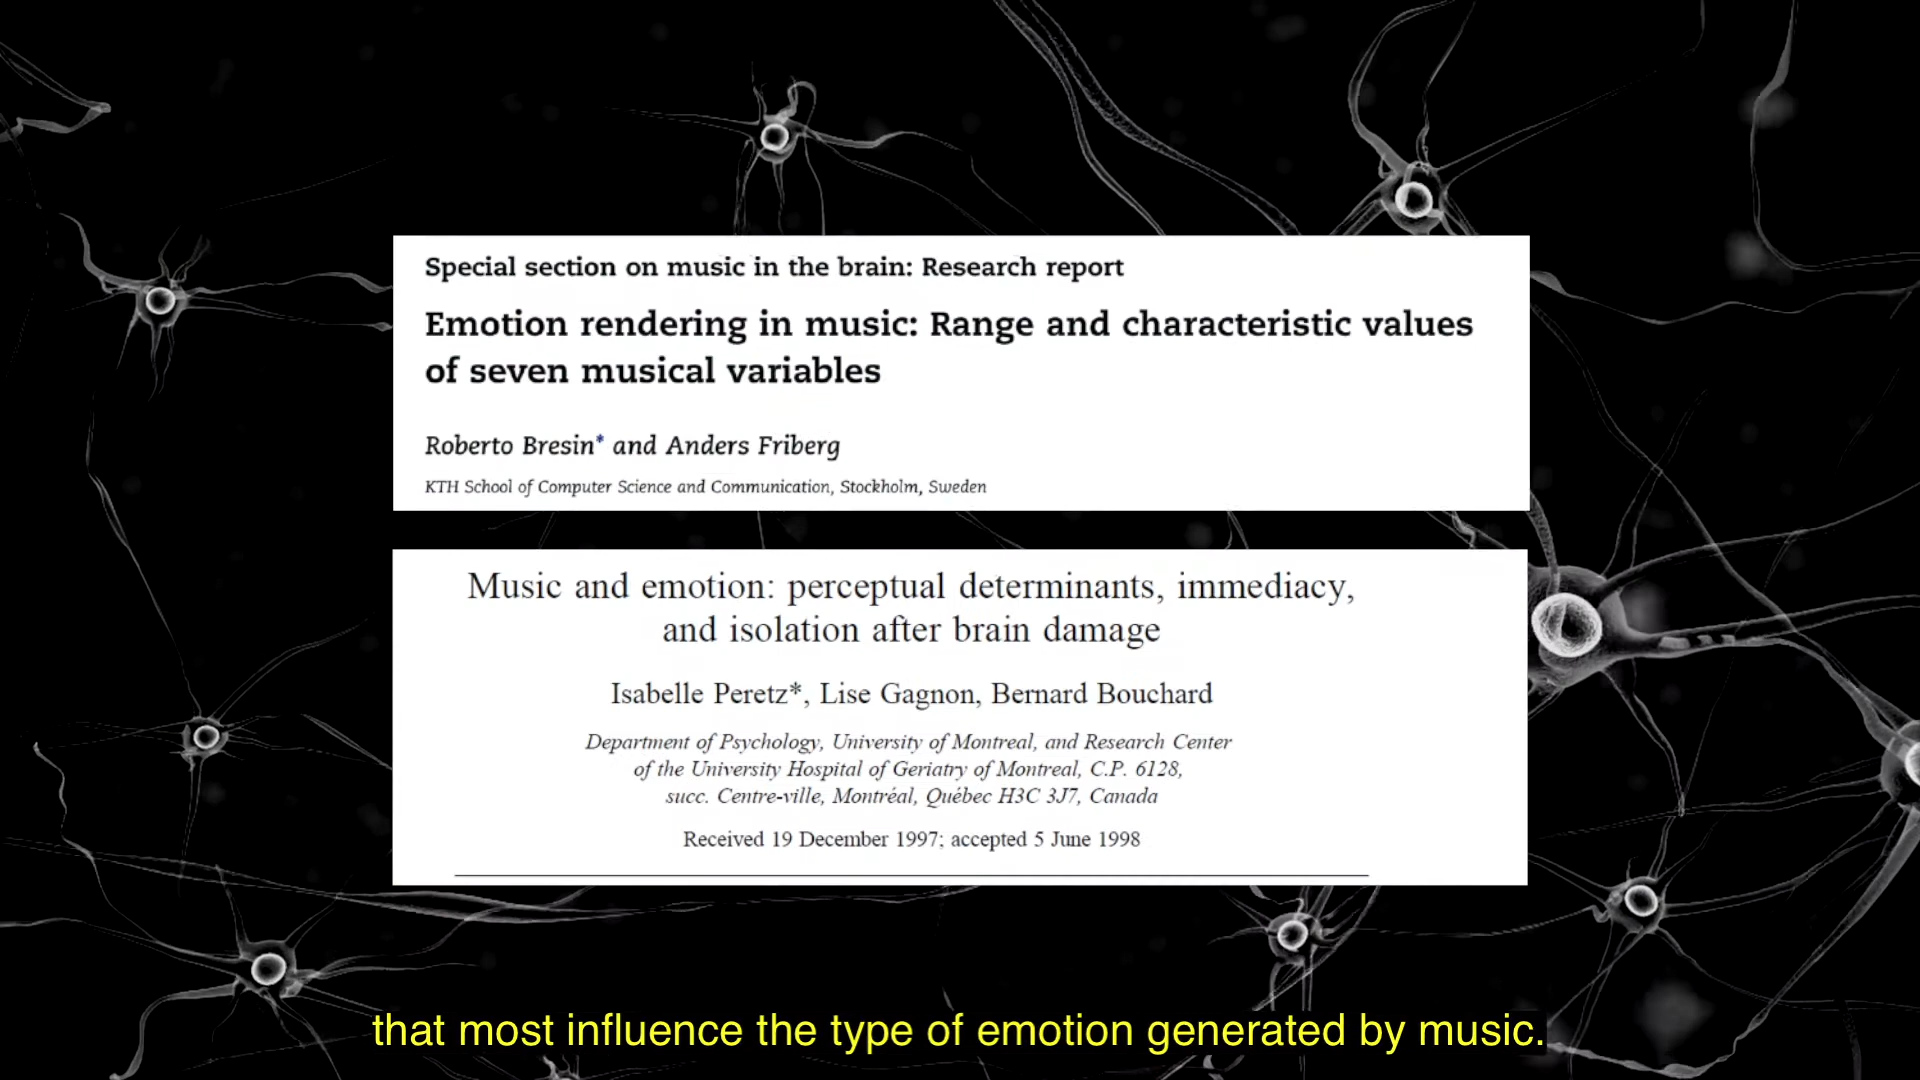 Special section on music in the brain: Research report
Emotion rendering in music: Range and characteristic values
of seven musical variables
Roberto Bresin* and Anders Friberg
KTH School of Computer Science and Communication, Stockholm, Sweden
Music and emotion: perceptual determinants, immediacy,
and isolation after brain damage
Isabelle Peretz*, Lise Gagnon, Bernard Bouchard
Department of Psychology, University of Montreal, and Research Center
of the University Hospital of Geriatry of Montreal, C.P. 6128,
succ. Centre-ville, Montréal, Québec H3C 3J7, Canada
Received 19 December 1997; accepted 5 June 1998
that most influence the type of emotion generated by music.